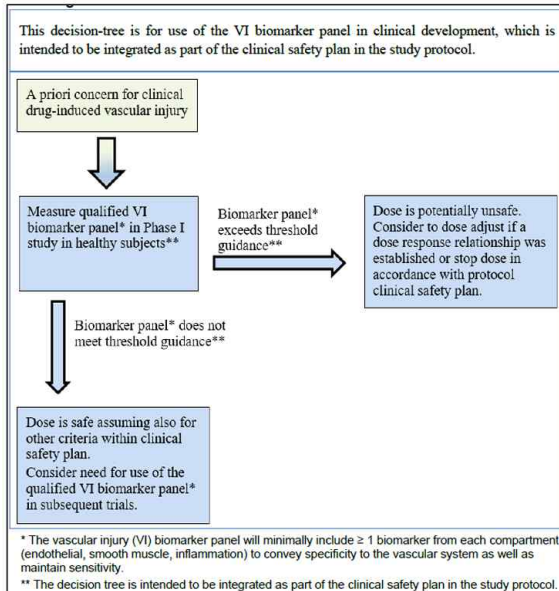 This decision-tree is for use of the VI biomarker panel in clinical development, which is
intended to be integrated as part of the clinical safety plan in the study protocol.
A priori concern for clinical
drug-induced vascular injury
Measure qualified VI
biomarker panel* in Phase I
study in healthy subjects**
Biomarker panel*
exceeds threshold
guidance**
Dose is potentially unsafe.
Consider to dose adjust if a
dose response relationship was
established or stop dose in
accordance with protocol
clinical safety plan.
Biomarker panel* does not
meet threshold guidance**
Dose is safe assuming also for
other criteria within clinical
safety plan.
Consider need for use of the
qualified VI biomarker panel*
in subsequent trials.
* The vascular injury (VI) biomarker panel will minimally include ≥ 1 biomarker from each compartment
(endothelial, smooth muscle, inflammation) to convey specificity to the vascular system as well as
maintain sensitivity.
** The decision tree is intended to be integrated as part of the clinical safety plan in the study protocol.